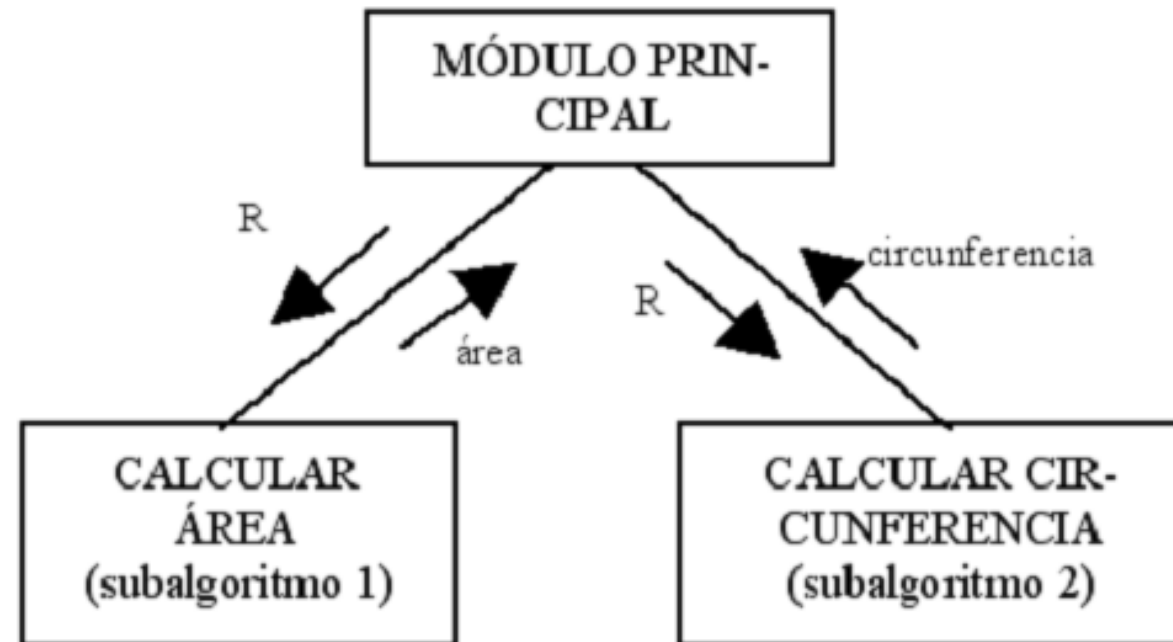 MÓDULO PRIN-
CIPAL
R
circunferencia
R
área
CALCULAR
ÁREA
(subalgoritmo 1)
CALCULAR CIR-
CUNFERENCIA
(subalgoritmo 2)